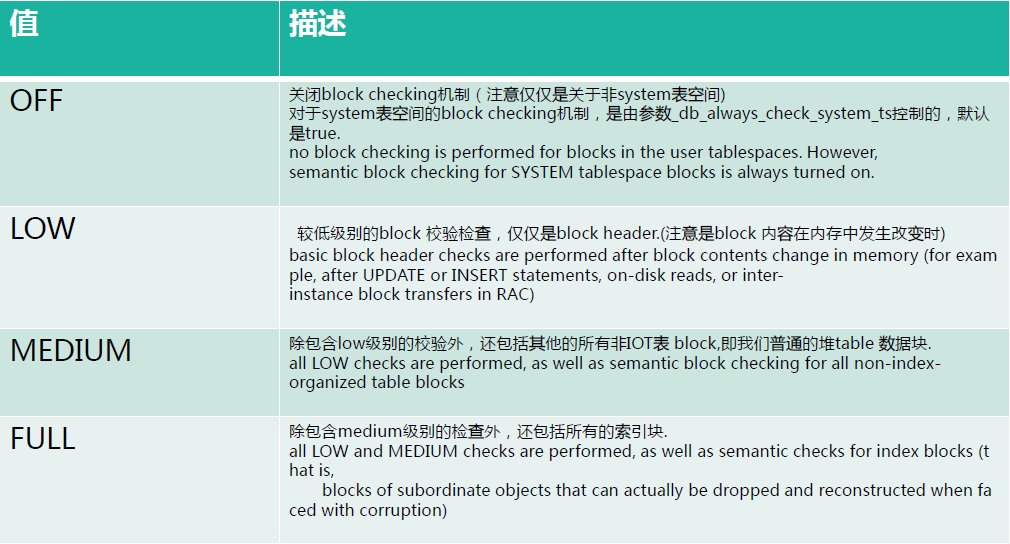 值
描述
OFF
关闭block checking机制（注意仅仅是关于非system表空间)
对于system表空间的block checking机制，是由参数_db_always_check_system_ts控制的，默认
是true.
no block checking is performed for blocks in the user tablespaces. However,
semantic block checking for SYSTEM tablespace blocks is always turned on.
LOW
较低级别的block 校验检查，仅仅是block header.(注意是block 内容在内存中发生改变时)
basic block header checks are performed after block contents change in memory (for exam
ple, after UPDATE or INSERT statements, on-disk reads, or inter-
instance block transfers in RAC)
MEDIUM
除包含low级别的校验外，还包括其他的所有非IOT表 block,即我们普通的堆table 数据块.
all LOW checks are performed, as well as semantic block checking for all non-index-
organized table blocks
FULL
除包含medium级别的检查外，还包括所有的索引块.
all LOW and MEDIUM checks are performed, as well as semantic checks for index blocks (t
hat is,
blocks of subordinate objects that can actually be dropped and reconstructed when fa
ced with corruption)